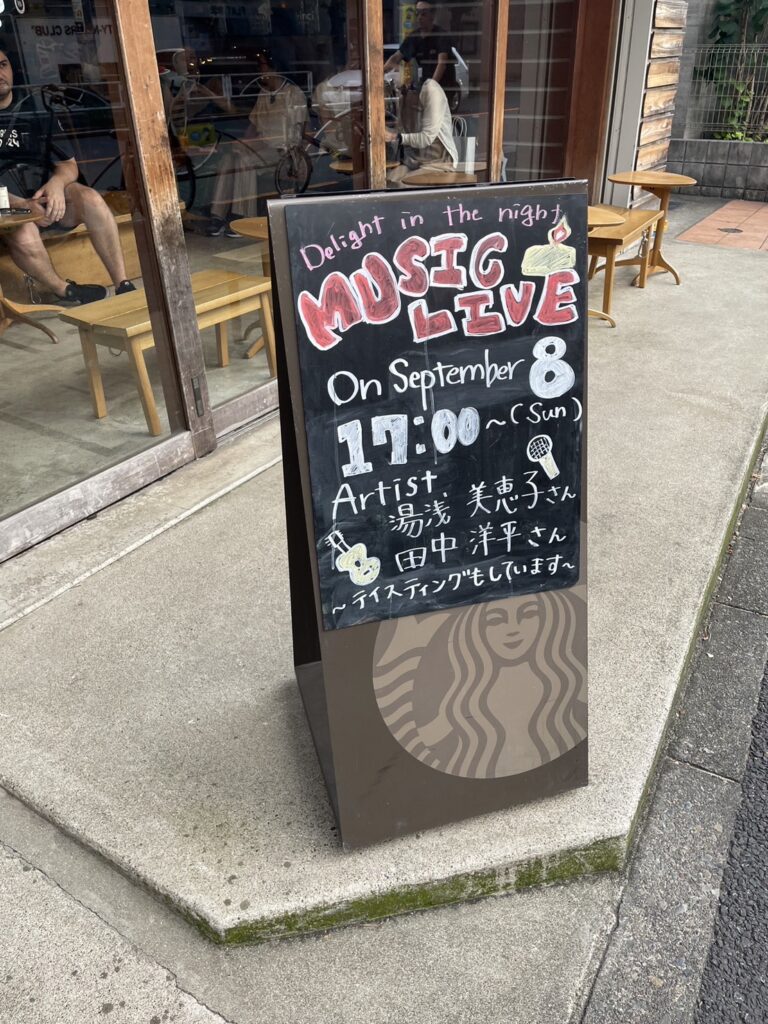 Delight in the night
MUSIC
LIVE
On September 8
17:00~(Sun)
Artist
湯浅 美恵子さん
田中 洋平さん
~テイスティングもしています~